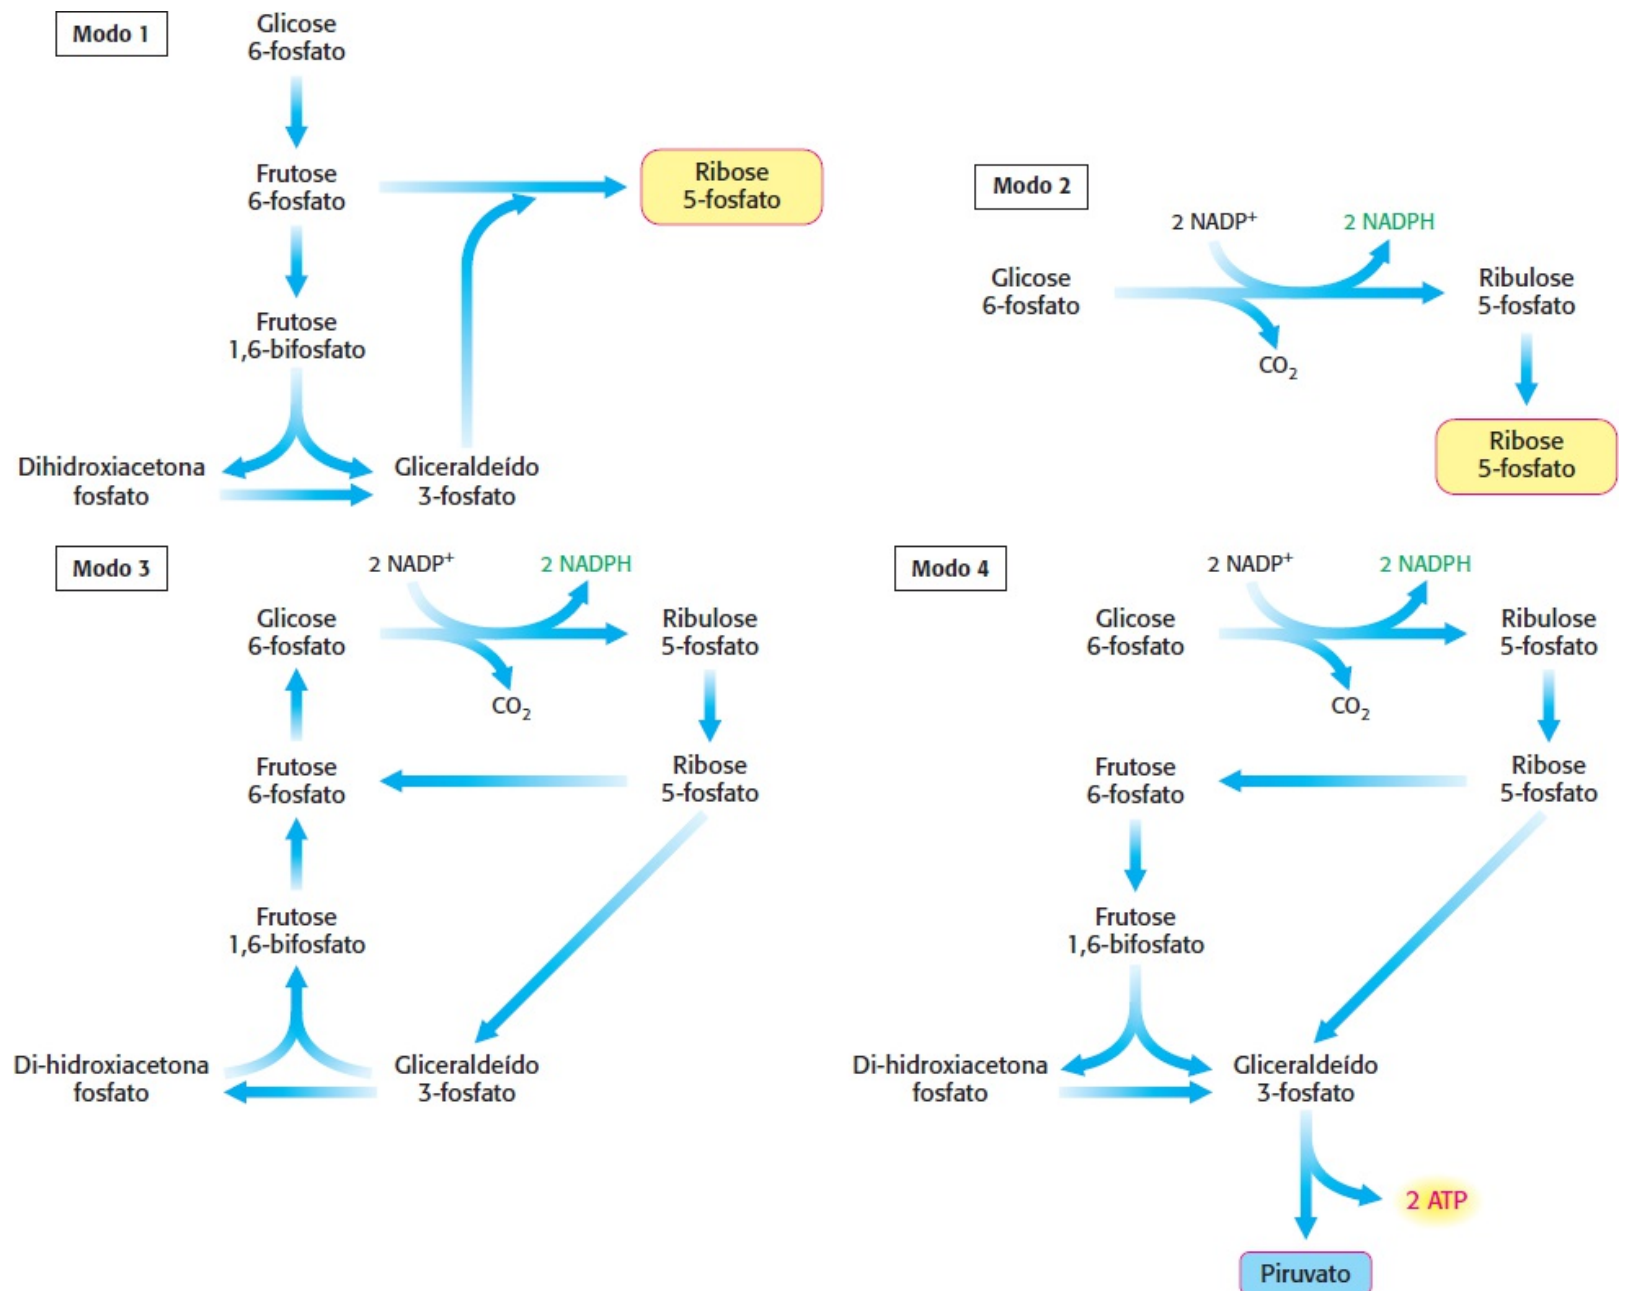 Modo 1
Glicose
6-fosfato
Frutose
6-fosfato
Ribose
5-fosfato
Frutose
1,6-bifosfato
Dihidroxiacetona
fosfato
Gliceraldeído
3-fosfato
Modo 2
2 NADP+
2 NADPH
Glicose
6-fosfato
Ribulose
5-fosfato
CO2
Ribose
5-fosfato
Modo 3
2 NADP+
2 NADPH
Glicose
6-fosfato
Ribulose
5-fosfato
CO2
Frutose
6-fosfato
Ribose
5-fosfato
Frutose
1,6-bifosfato
Di-hidroxiacetona
fosfato
Gliceraldeído
3-fosfato
Modo 4
2 NADP+
2 NADPH
Glicose
6-fosfato
Ribulose
5-fosfato
CO2
Frutose
6-fosfato
Ribose
5-fosfato
Frutose
1,6-bifosfato
Di-hidroxiacetona
fosfato
Gliceraldeído
3-fosfato
2 ATP
Piruvato